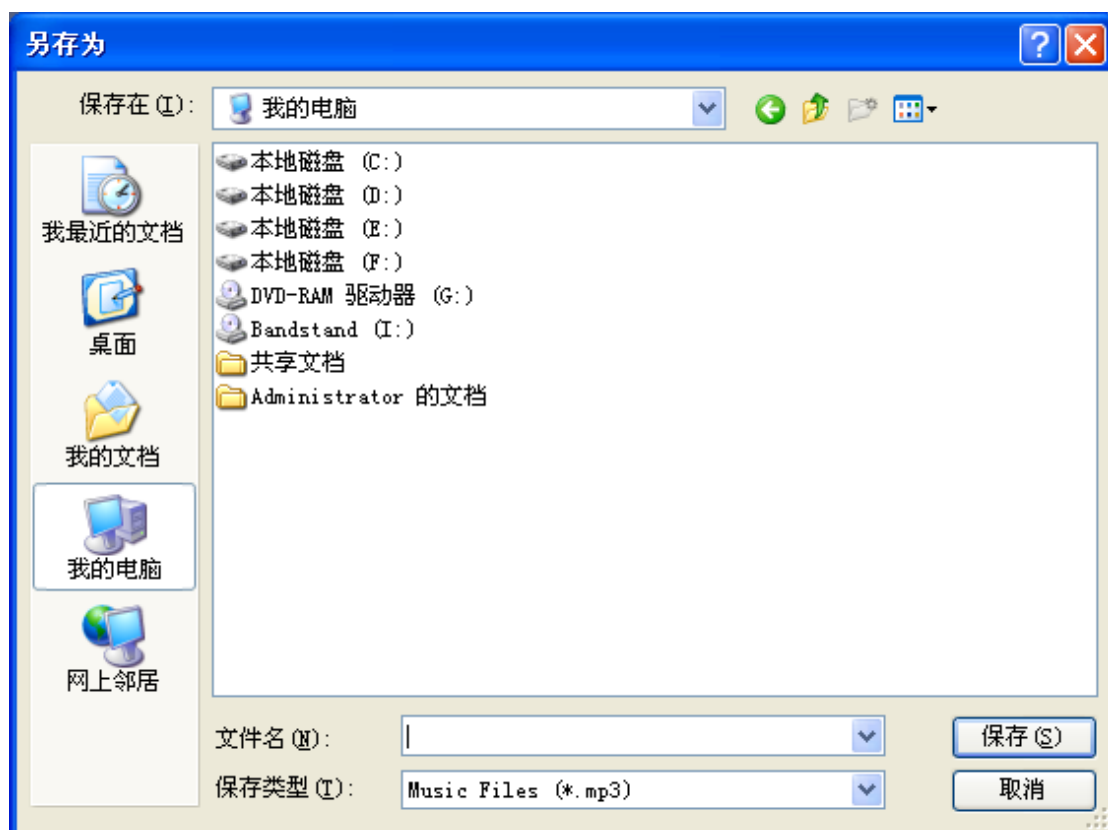 另存为
保存在(I):
我的电脑
我最近的文档
桌面
我的文档
我的电脑
网上邻居
本地磁盘 (C:)
本地磁盘 (D:)
本地磁盘 (E:)
本地磁盘 (F:)
DVD-RAM 驱动器 (G:)
Bandstand (I:)
共享文档
Administrator 的文档
文件名(N):
保存(S)
保存类型(T):
Music Files (*.mp3)
取消